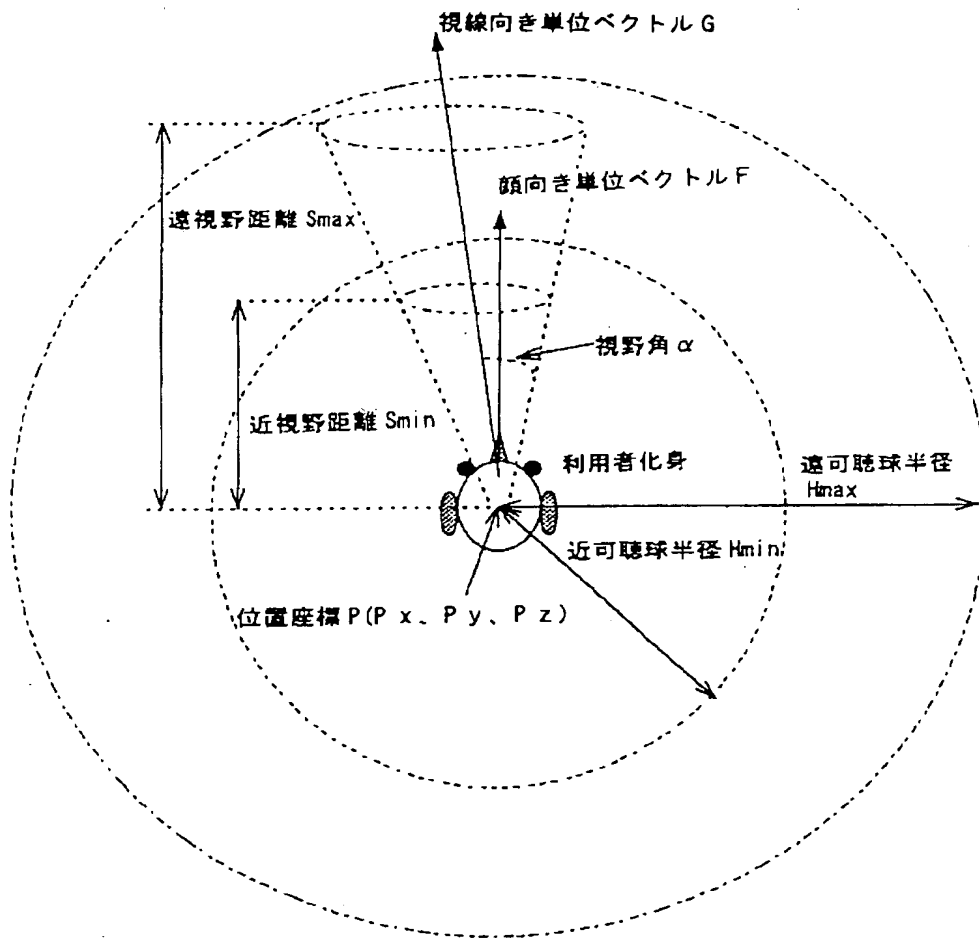 視線向き単位ベクトルG
顔向き単位ベクトルF
遠視野距離Smax
視野角α
近視野距離Smin
利用者化身
遠可聴球半径
Hmax
近可聴球半径Hmin
位置座標P(Px、Py、Pz)